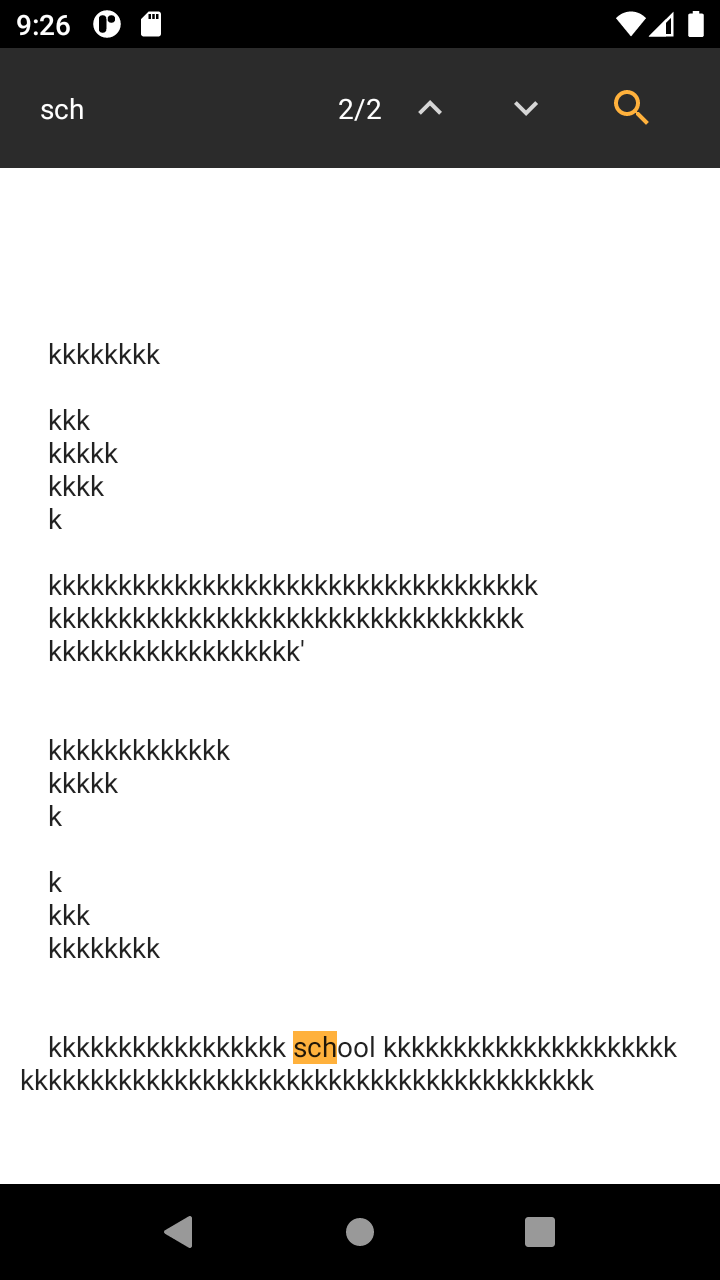 9:26
sch 2/2
kkkkkkkk
kkk
kkkkk
kkkk
k
kkkkkkkkkkkkkkkkkkkkkkkkkkkkkkkkkkk
kkkkkkkkkkkkkkkkkkkkkkkkkkkkkkkkkk
kkkkkkkkkkkkkkkkkk'
kkkkkkkkkkkkk
kkkkk
k
k
kkk
kkkkkkkk
kkkkkkkkkkkkkkkkk school kkkkkkkkkkkkkkkkkkkkk
kkkkkkkkkkkkkkkkkkkkkkkkkkkkkkkkkkkkkkkkk